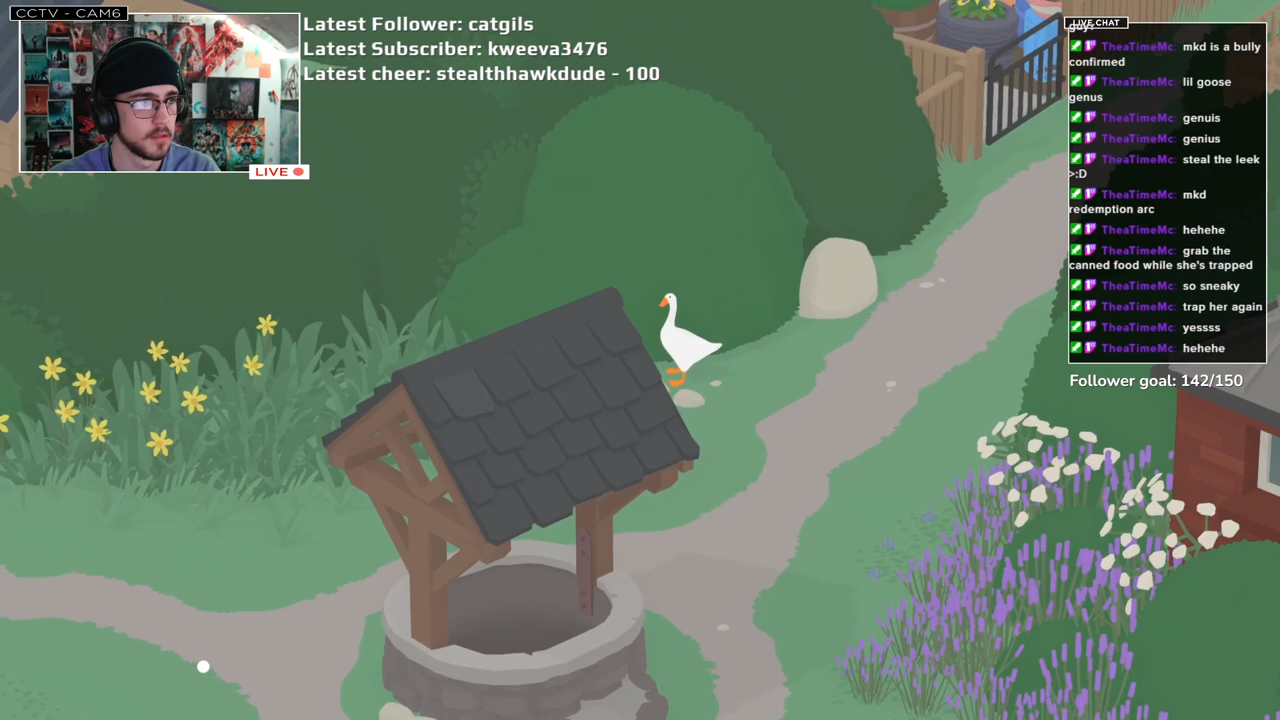 CCTV - CAM6
Latest Follower: catgils
Latest Subscriber: kweeva3476
Latest cheer: stealthhawkdude - 100
LIVE
LIVE CHAT
guy?
TheaTimeMc: mkd is a bully
confirmed
TheaTimeMc: lil goose
genus
TheaTimeMc: genuis
TheaTimeMc: genius
TheaTimeMc: steal the leek
>:D
TheaTimeMc: mkd
redemption arc
TheaTimeMc: hehehe
TheaTimeMc: grab the
canned food while she's trapped
TheaTimeMc: so sneaky
TheaTimeMc: trap her again
TheaTimeMc: yessss
TheaTimeMc: hehehe
Follower goal: 142/150